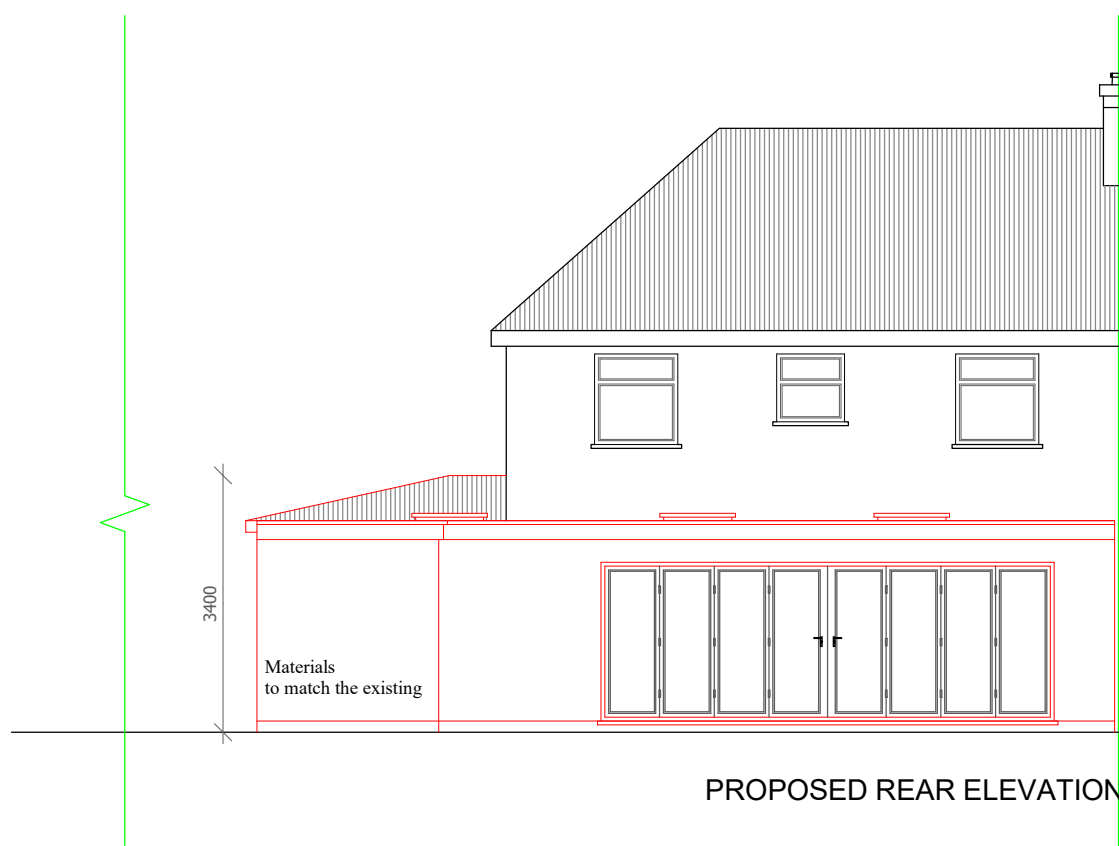 3400
Materials
to match the existing
PROPOSED REAR ELEVATION